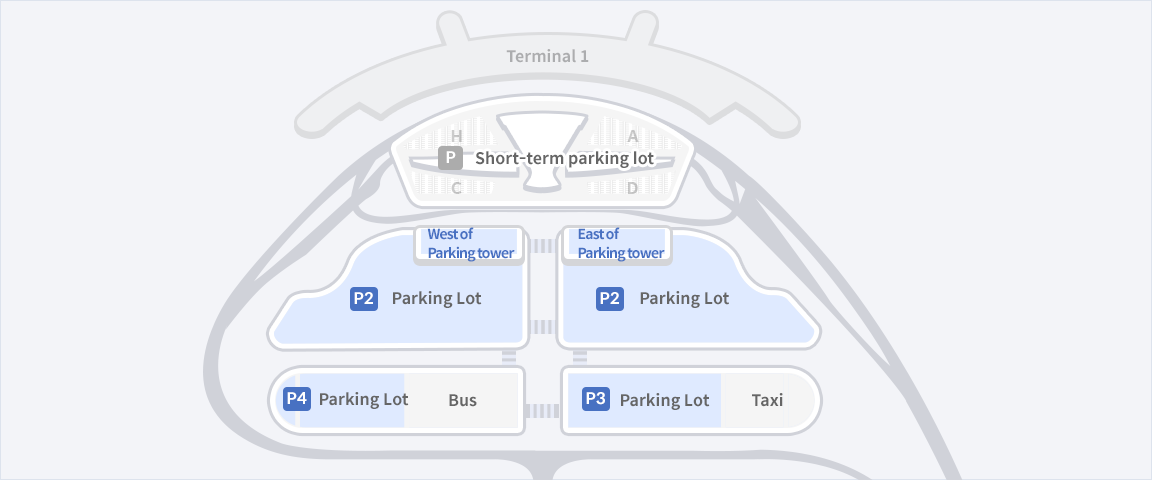 Terminal 1
H
A
P Short-term parking lot
C
D
West of
Parking tower
East of
Parking tower
P2 Parking Lot
P2 Parking Lot
P4 Parking Lot
Bus
P3 Parking Lot
Taxi